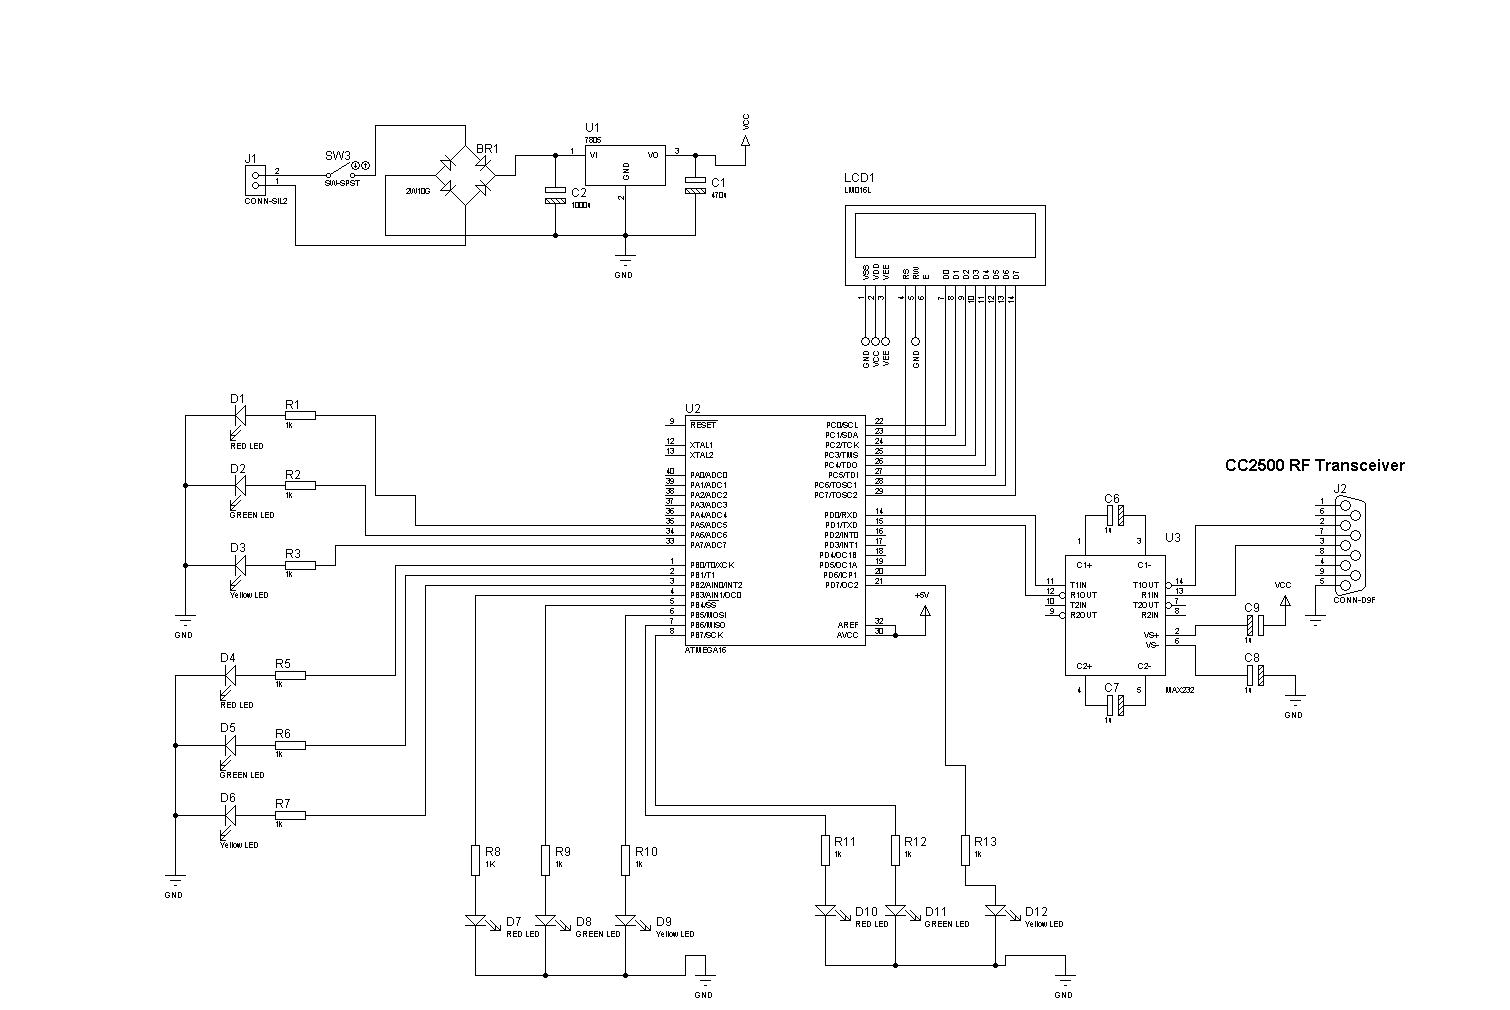 J1
2
1
CONN-SIL2
SW3
SW-SPST
BR1
2W10G
U1
7805
1
VI
VO
3
GND
2
C2
1000u
C1
470u
VCC
GND
LCD1
LM016L
VSS
VDD
VEE
RS
RW
E
D0
D1
D2
D3
D4
D5
D6
D7
1
2
3
4
5
6
7
8
9
10
11
12
13
14
GND
VCC
VEE
GND
D1
RED LED
R1
1k
D2
GREEN LED
R2
1k
D3
Yellow LED
R3
1k
GND
D4
RED LED
R5
1k
D5
GREEN LED
R6
1k
D6
Yellow LED
R7
1k
GND
U2
9 RESET
12 XTAL1
13 XTAL2
40 PA0/ADC0
39 PA1/ADC1
38 PA2/ADC2
37 PA3/ADC3
36 PA4/ADC4
35 PA5/ADC5
34 PA6/ADC6
33 PA7/ADC7
1 PB0/T0/XCK
2 PB1/T1
3 PB2/AIN0/INT2
4 PB3/AIN1/OC0
5 PB4/SS
6 PB5/MOSI
7 PB6/MISO
8 PB7/SCK
PC0/SCL 22
PC1/SDA 23
PC2/TCK 24
PC3/TMS 25
PC4/TDO 26
PC5/TDI 27
PC6/TOSC1 28
PC7/TOSC2 29
PD0/RXD 14
PD1/TXD 15
PD2/INT0 16
PD3/INT1 17
PD4/OC1B 18
PD5/OC1A 19
PD6/ICP1 20
PD7/OC2 21
AREF 32
AVCC 30
ATMEGA16
+5V
CC2500 RF Transceiver
J2
1
6
2
7
3
8
4
9
5
CONN-D9F
C6
1u
U3
1
3
C1+
C1-
11 T1IN
12 R1OUT
10 T2IN
9 R2OUT
T1OUT 14
R1IN 13
T2OUT 7
R2IN 8
VS+ 2
VS- 6
C2+
C2-
4
5
MAX232
C7
1u
C9
1u
VCC
C8
1u
GND
R8
1K
R9
1k
R10
1k
D7
RED LED
D8
GREEN LED
D9
Yellow LED
GND
R11
1k
R12
1k
R13
1k
D10
RED LED
D11
GREEN LED
D12
Yellow LED
GND